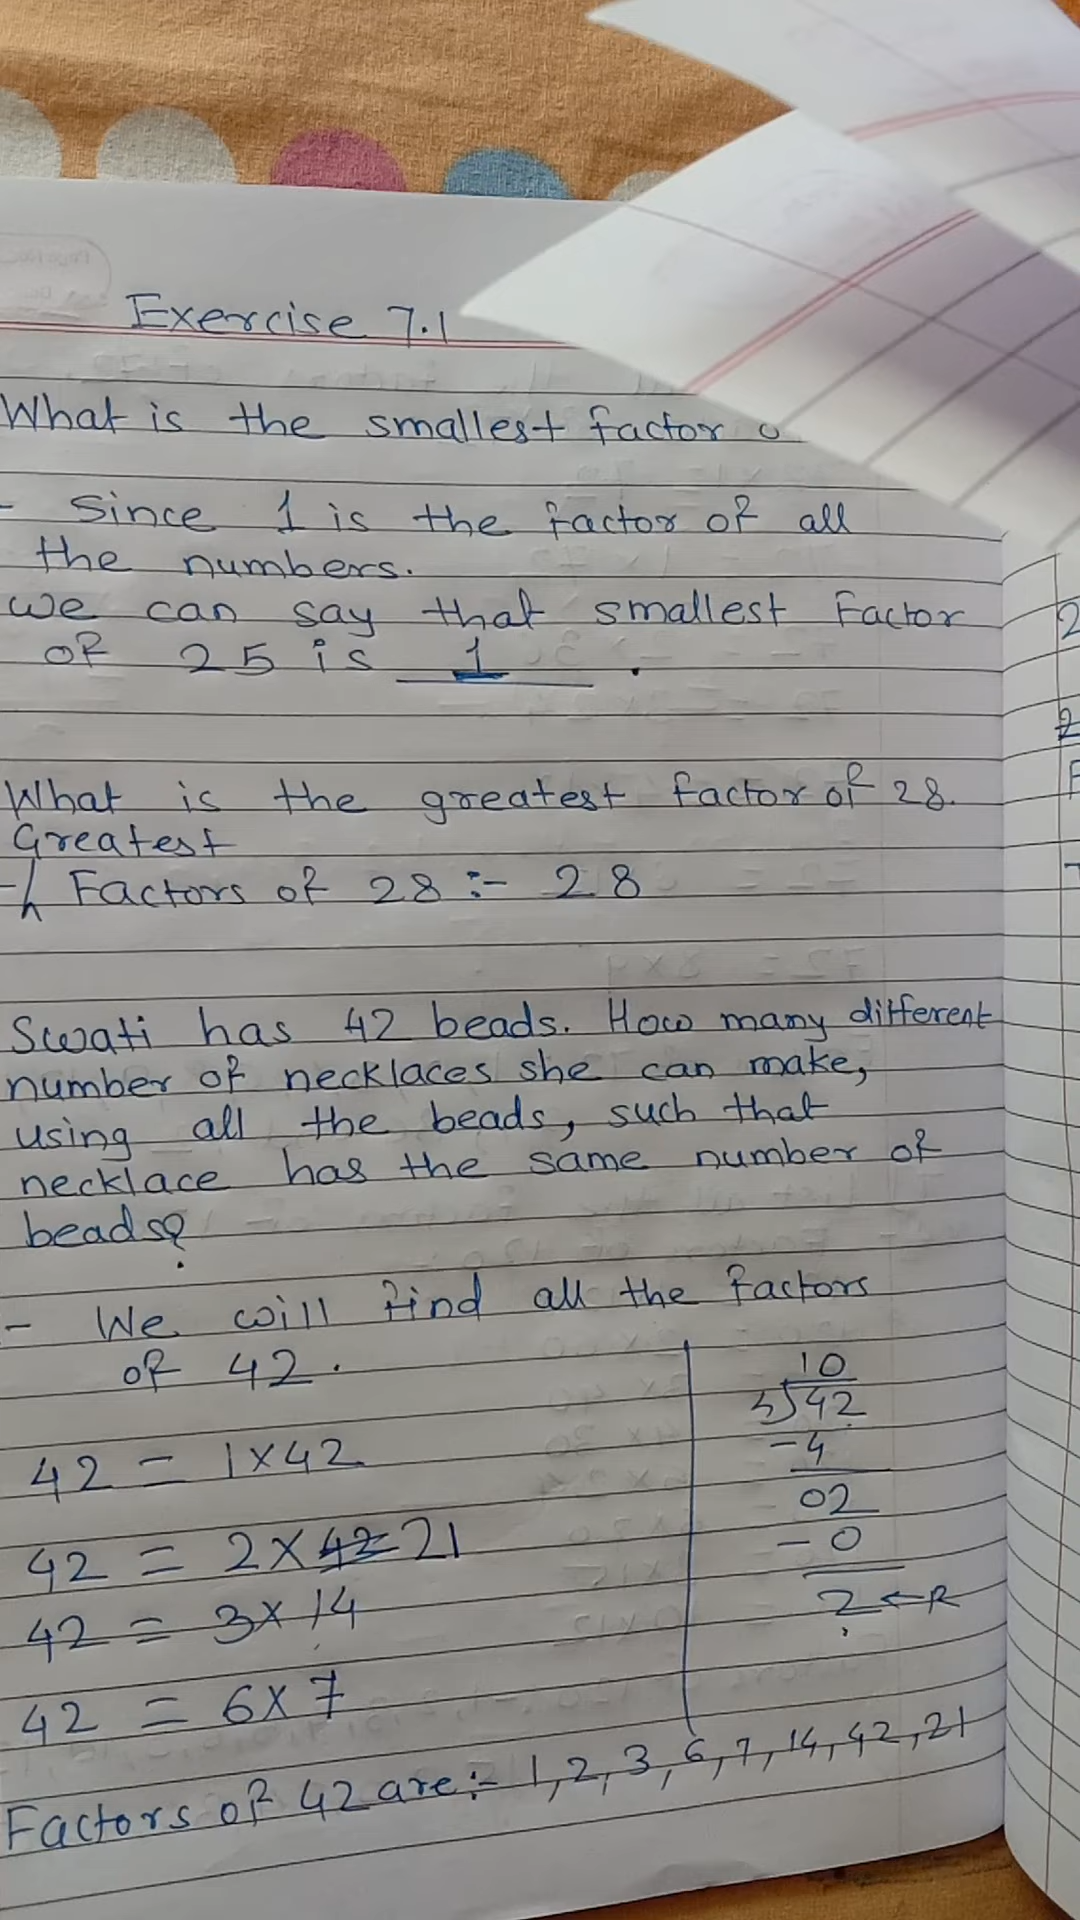 Exercise 7.1
What is the smallest factor o
- Since 1 is the factor of all
the numbers.
we can say that smallest Factor
of 25 is 1 .
What is the greatest factor of 28.
Greatest
Factors of 28 :- 28
Swati has 42 beads. How many different
number of necklaces she can make,
using all the beads, such that
necklace has the same number of
beads?
- We will find all the factors
of 42.
42 = 1 x 42
42 = 2 x 42 21
42 = 3 x 14
42 = 6 x 7
10
42
- 4
02
- 0
2 ← R
Factors of 42 are :- 1, 2, 3, 6, 7, 14, 42, 21